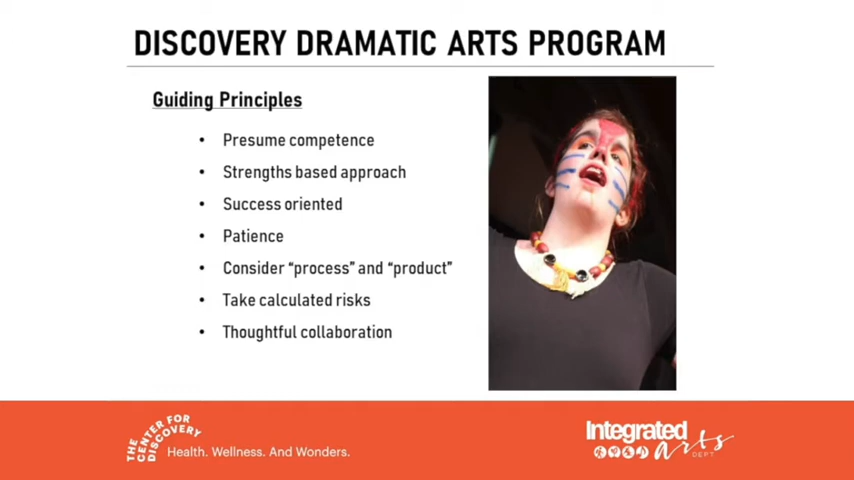 DISCOVERY DRAMATIC ARTS PROGRAM
Guiding Principles
• Presume competence
• Strengths based approach
• Success oriented
• Patience
• Consider “process” and “product”
• Take calculated risks
• Thoughtful collaboration
THE CENTER FOR DISCOVERY
Health. Wellness. And Wonders.
Integrated
arts
DEPT